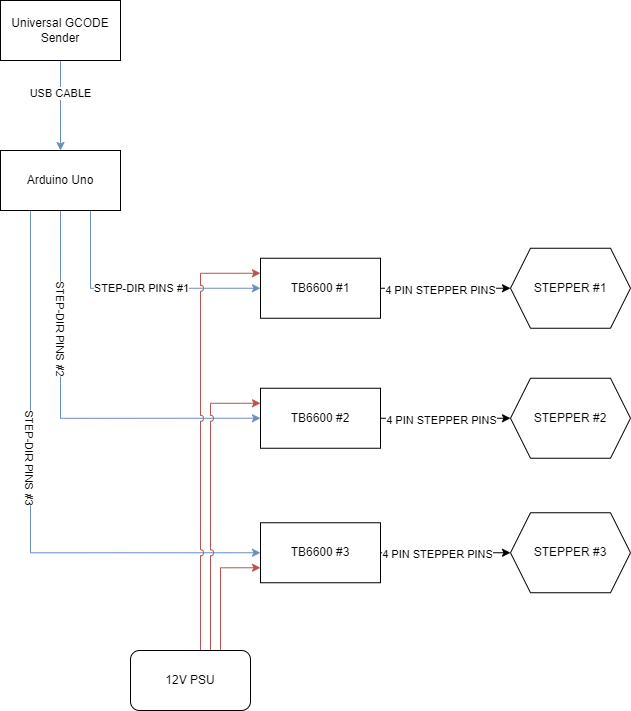 Universal GCODE
Sender
USB CABLE
Arduino Uno
STEP-DIR PINS #1
TB6600 #1
4 PIN STEPPER PINS
STEPPER #1
STEP-DIR PINS #2
TB6600 #2
4 PIN STEPPER PINS
STEPPER #2
STEP-DIR PINS #3
TB6600 #3
4 PIN STEPPER PINS
STEPPER #3
12V PSU